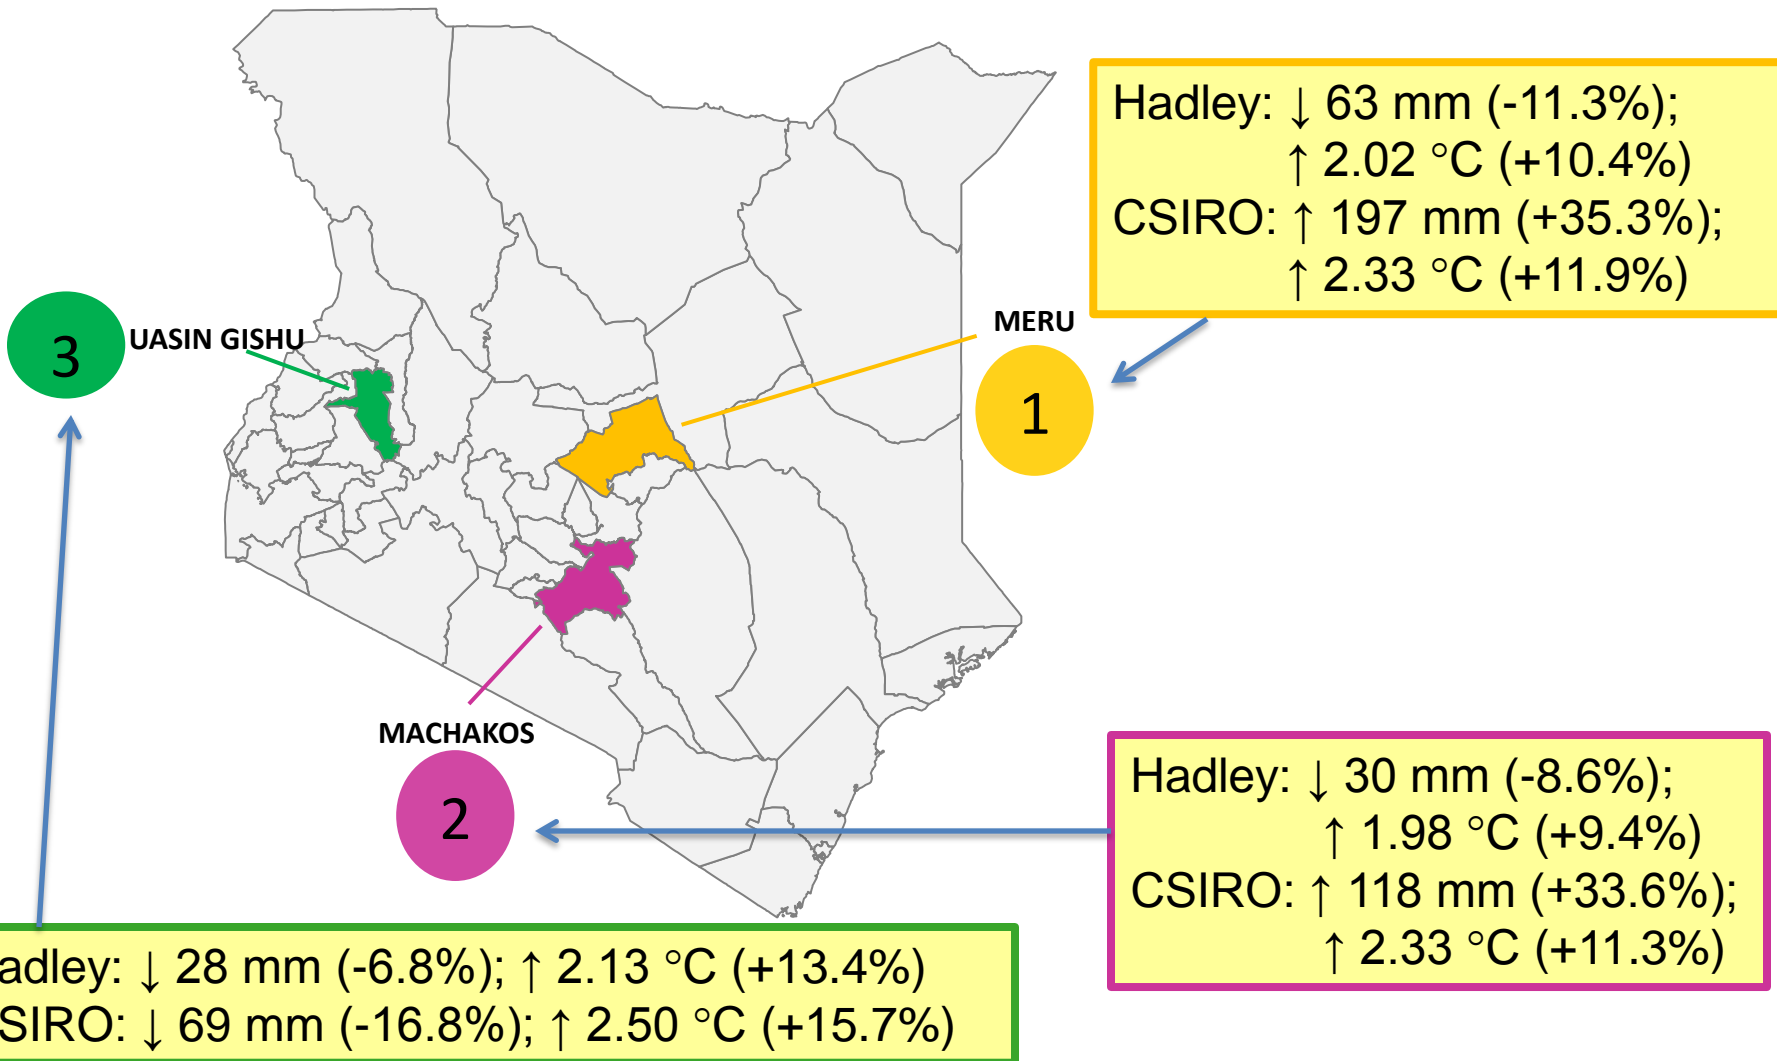 Hadley: ↓ 63 mm (-11.3%);
↑ 2.02 °C (+10.4%)
CSIRO: ↑ 197 mm (+35.3%);
↑ 2.33 °C (+11.9%)
MERU
1
UASIN GISHU
3
MACHAKOS
2
Hadley: ↓ 30 mm (-8.6%);
↑ 1.98 °C (+9.4%)
CSIRO: ↑ 118 mm (+33.6%);
↑ 2.33 °C (+11.3%)
adley: ↓ 28 mm (-6.8%); ↑ 2.13 °C (+13.4%)
SIRO: ↓ 69 mm (-16.8%); ↑ 2.50 °C (+15.7%)